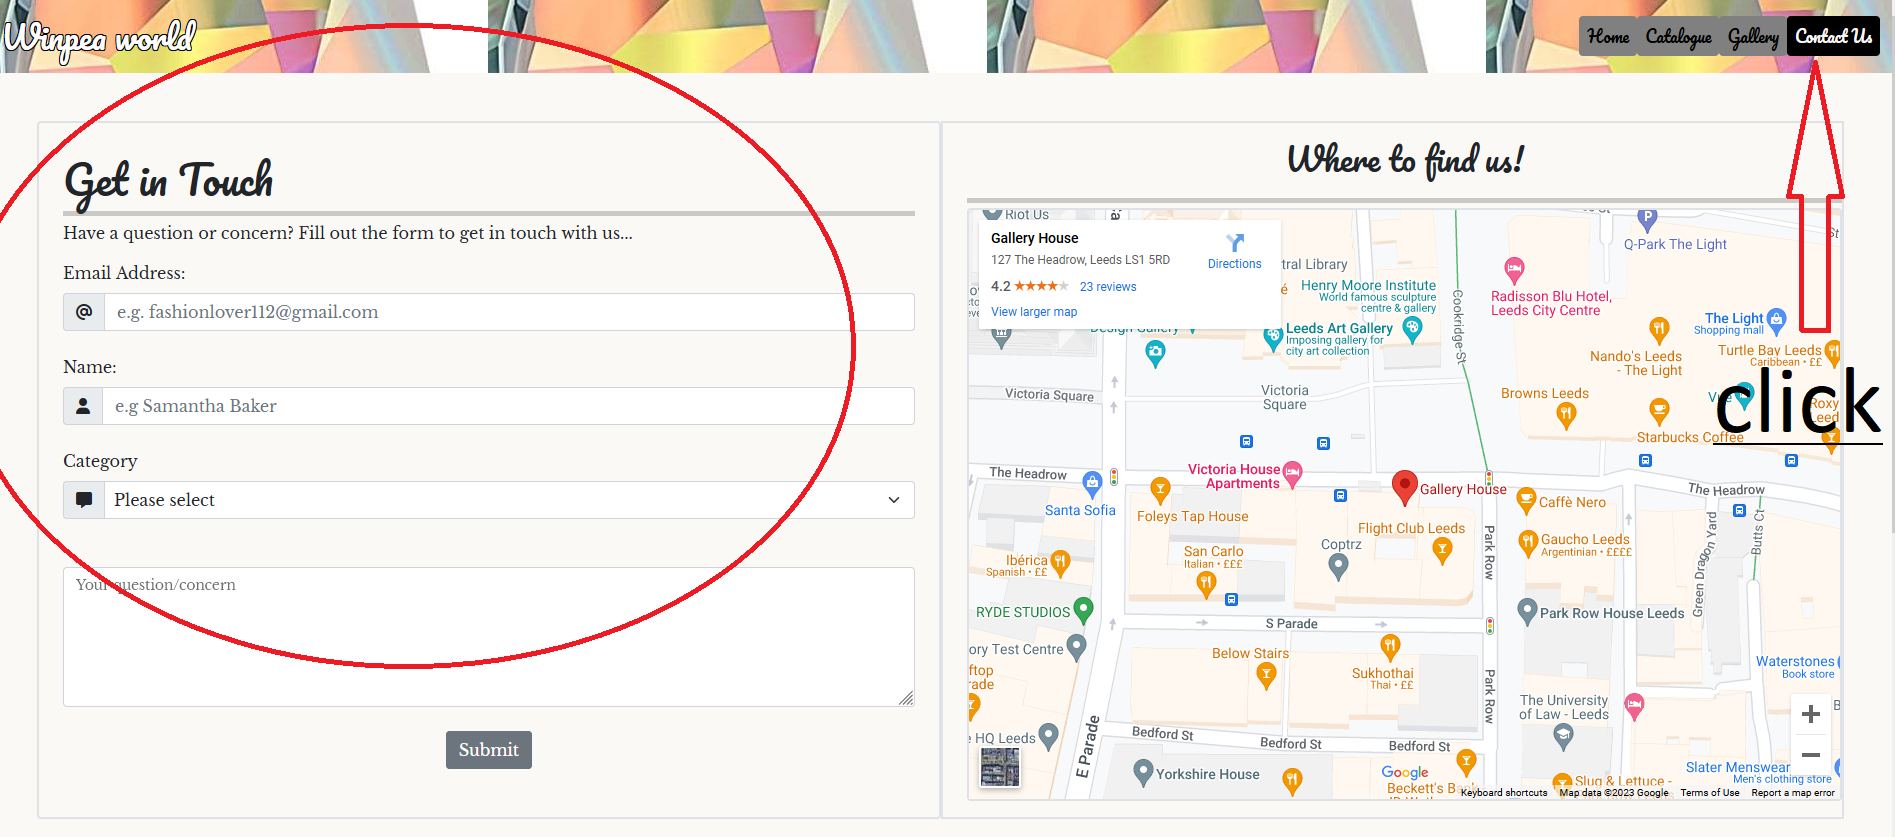 Winpea world
Home Catalogue Gallery Contact Us
Get in Touch
Have a question or concern? Fill out the form to get in touch with us...
Email Address:
@ e.g. fashionlover112@gmail.com
Name:
e.g Samantha Baker
Category
Please select
Your question/concern
Submit
Where to find us!
Gallery House
127 The Headrow, Leeds LS1 5RD
4.2 23 reviews
View larger map
Directions
Riot Us
tral Library
Henry Moore Institute
World famous sculpture
centre & gallery
Design Gallery
Leeds Art Gallery
Imposing gallery for
city art collection
Cookridge St
Q-Park The Light
P
Radisson Blu Hotel,
Leeds City Centre
The Light
Shopping mall
Nando's Leeds
- The Light
Turtle Bay Leeds
Caribbean • ££
Browns Leeds
click
Starbucks Coffee
Victoria Square
Victoria
Square
The Headrow
Victoria House
Apartments
Gallery House
Caffè Nero
The Headrow
Santa Sofia
Foleys Tap House
Flight Club Leeds
Coptrz
Park Row
Gaucho Leeds
Argentinian • ££££
Green Dragon Yard
Butts Ct
Ibérica
Spanish • ££
San Carlo
Italian • £££
RYDE STUDIOS
S Parade
Park Row House Leeds
ory Test Centre
Below Stairs
Sukhothai
Thai • ££
Waterstones
Book store
Park Row
The University
of Law - Leeds
HQ Leeds
E Parade
Bedford St
Bedford St
Bedford St
Yorkshire House
Google
Beckett's Ban
Slug & Lettuce -
Slater Menswear
Men's clothing store
Keyboard shortcuts Map data ©2023 Google Terms of Use Report a map error